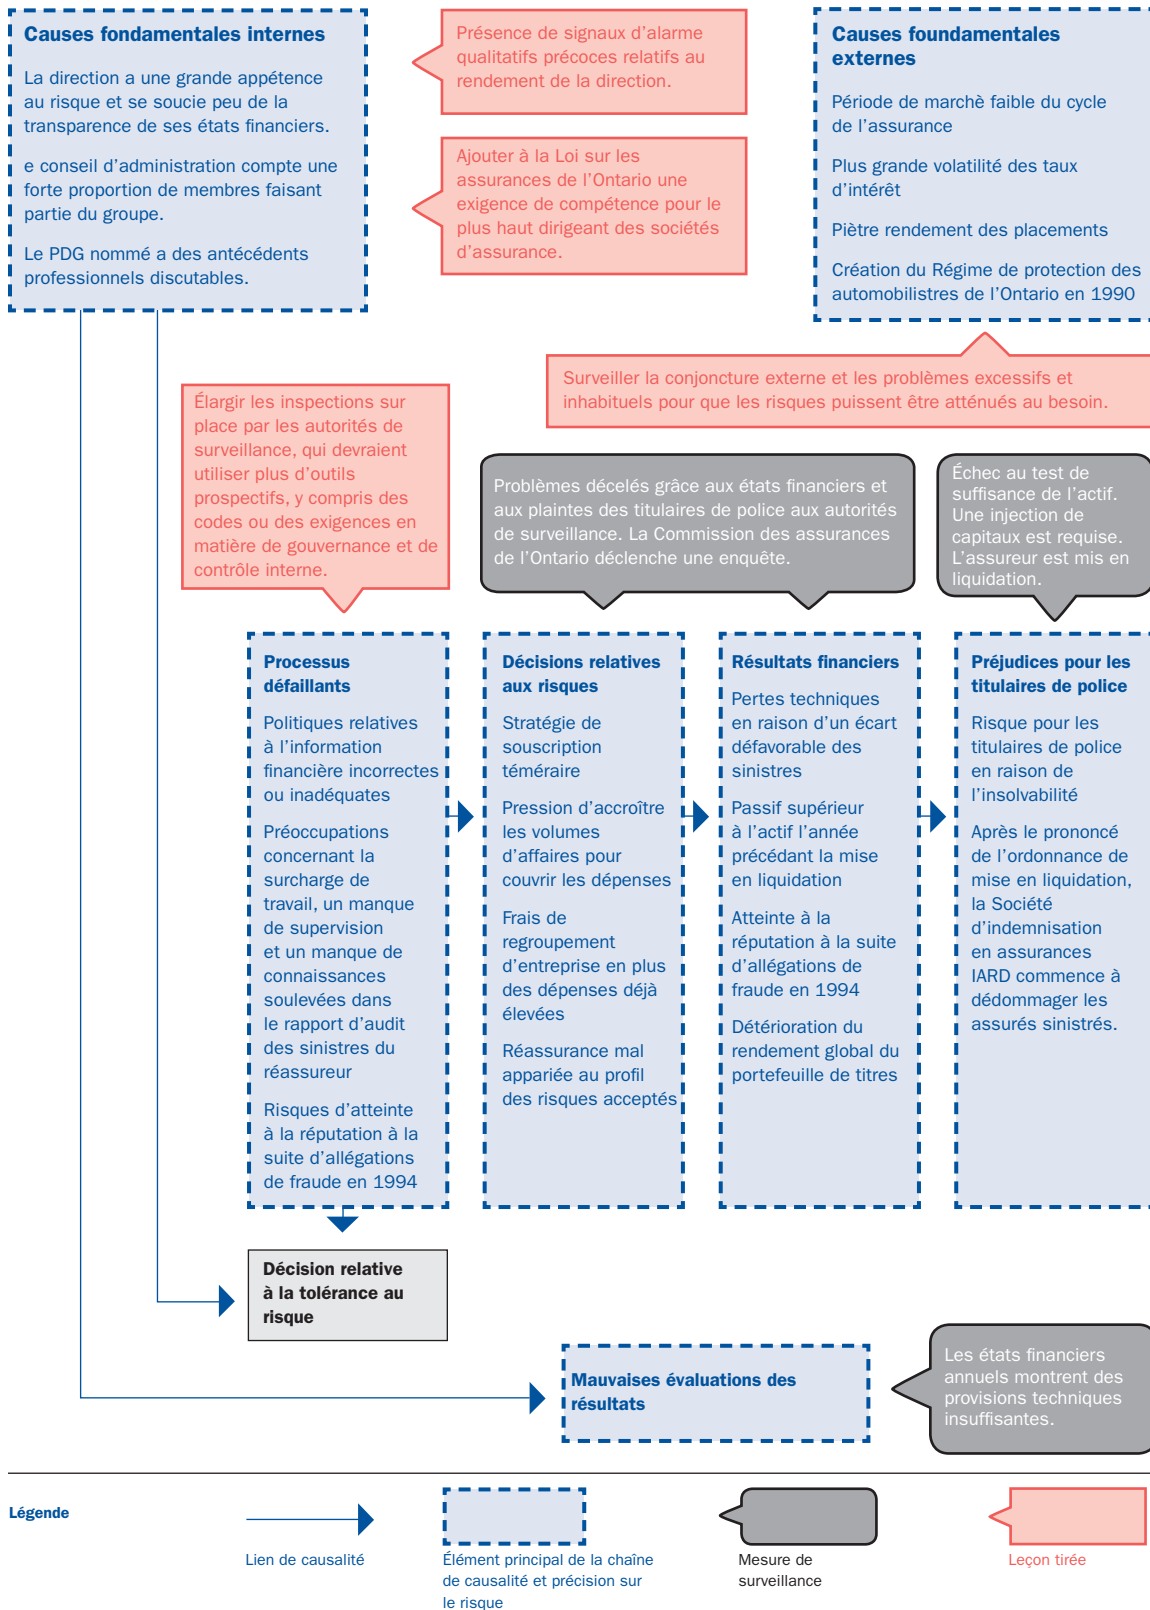 Causes fondamentales internes
La direction a une grande appétence
au risque et se soucie peu de la
transparence de ses états financiers.
e conseil d'administration compte une
forte proportion de membres faisant
partie du groupe.
Le PDG nommé a des antécédents
professionnels discutables.
Présence de signaux d'alarme
qualitatifs précoces relatifs au
rendement de la direction.
Ajouter à la Loi sur les
assurances de l'Ontario une
exigence de compétence pour le
plus haut dirigeant des sociétés
d'assurance.
Causes foundamentales
externes
Période de marchè faible du cycle
de l'assurance
Plus grande volatilité des taux
d'intérêt
Piètre rendement des placements
Création du Régime de protection des
automobilistres de l'Ontario en 1990
Surveiller la conjoncture externe et les problèmes excessifs et
inhabituels pour que les risques puissent être atténués au besoin.
Élargir les inspections sur
place par les autorités de
surveillance, qui devraient
utiliser plus d'outils
prospectifs, y compris des
codes ou des exigences en
matière de gouvernance et de
contrôle interne.
Problèmes décelés grâce aux états financiers et
aux plaintes des titulaires de police aux autorités
de surveillance. La Commission des assurances
de l'Ontario déclenche une enquête.
Échec au test de
suffisance de l'actif.
Une injection de
capitaux est requise.
L'assureur est mis en
liquidation.
Processus
défaillants
Politiques relatives
à l'information
financière incorrectes
ou inadéquates
Préoccupations
concernant la
surcharge de
travail, un manque
de supervision
et un manque de
connaissances
soulevées dans
le rapport d'audit
des sinistres du
réassureur
Risques d'atteinte
à la réputation à la
suite d'allégations
de fraude en 1994
Décisions relatives
aux risques
Stratégie de
souscription
téméraire
Pression d'accroître
les volumes
d'affaires pour
couvrir les dépenses
Frais de
regroupement
d'entreprise en plus
des dépenses déjà
élevées
Réassurance mal
appariée au profil
des risques acceptés
Résultats financiers
Pertes techniques
en raison d'un écart
défavorable des
sinistres
Passif supérieur
à l'actif l'année
précédant la mise
en liquidation
Atteinte à la
réputation à la suite
d'allégations de
fraude en 1994
Détérioration du
rendement global du
portefeuille de titres
Préjudices pour les
titulaires de police
Risque pour les
titulaires de police
en raison de
l'insolvabilité
Après le prononcé
de l'ordonnance de
mise en liquidation,
la Société
d'indemnisation
en assurances
IARD commence à
dédommager les
assurés sinistrés.
Décision relative
à la tolérance au
risque
Mauvaises évaluations des
résultats
Les états financiers
annuels montrent des
provisions techniques
insuffisantes.
Légende
Lien de causalité
Élément principal de la chaîne
de causalité et précision sur
le risque
Mesure de
surveillance
Leçon tirée